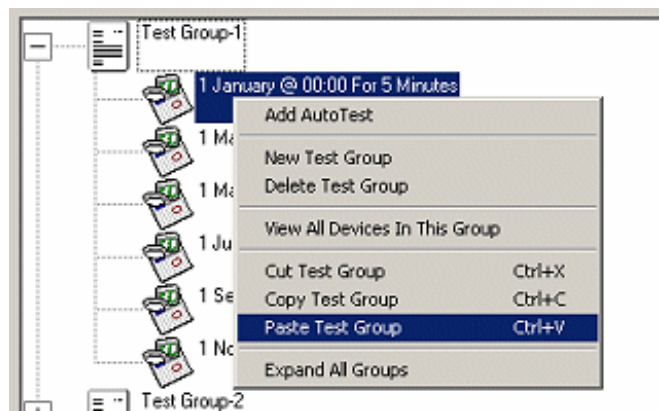 Test Group-1
1 January @ 00:00 For 5 Minutes
Add AutoTest
1 Ma
New Test Group
Delete Test Group
1 Ma
View All Devices In This Group
1 Ju
Cut Test Group Ctrl+X
1 Se
Copy Test Group Ctrl+C
Paste Test Group Ctrl+V
1 No
Expand All Groups
Test Group-2